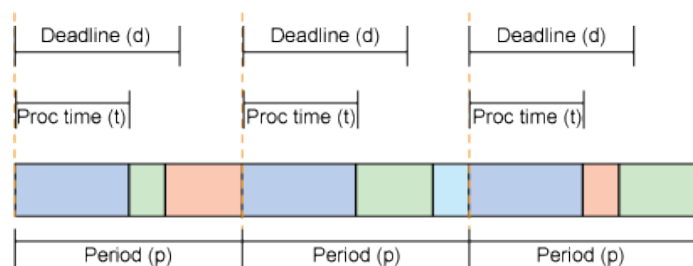 Deadline (d) Deadline (d) Deadline (d)
Proc time (t) Proc time (t) Proc time (t)
Period (p) Period (p) Period (p)